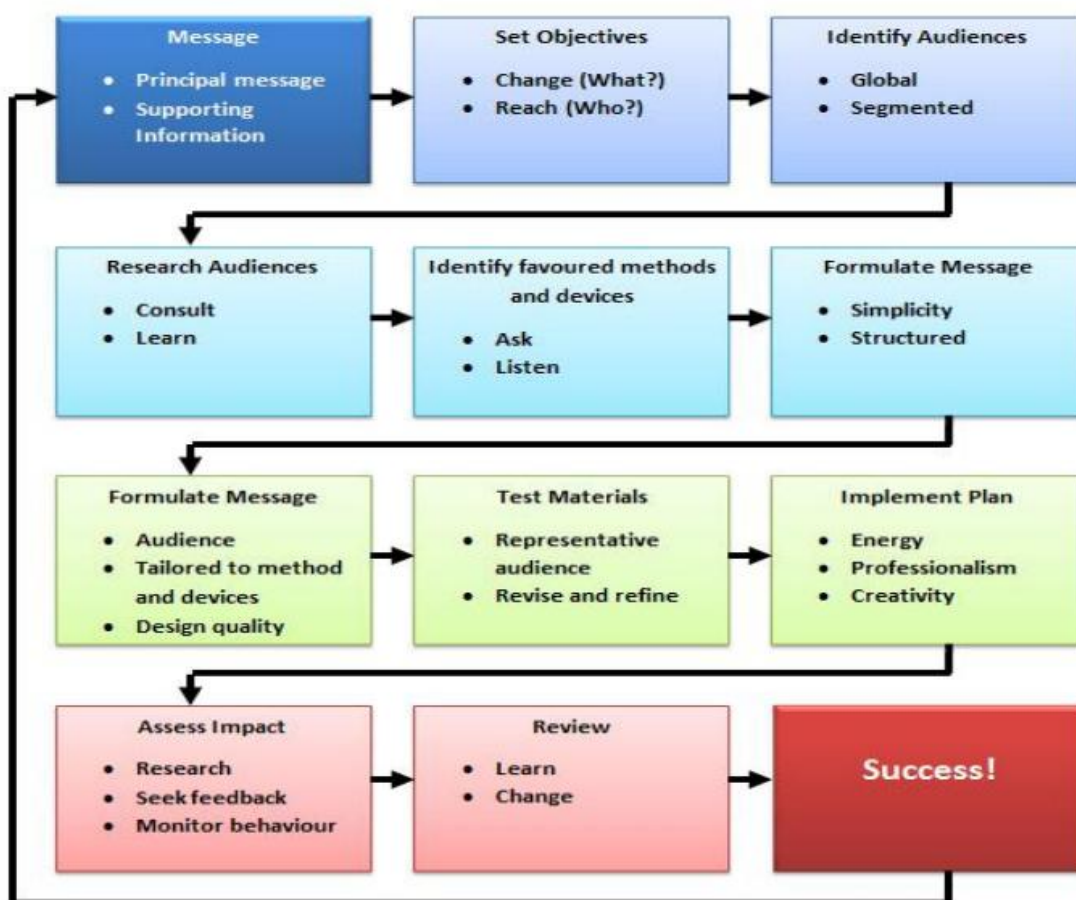 Message
• Principal message
• Supporting
Information
Set Objectives
• Change (What?)
• Reach (Who?)
Identify Audiences
• Global
• Segmented
Research Audiences
• Consult
• Learn
Identify favoured methods
and devices
• Ask
• Listen
Formulate Message
• Simplicity
• Structured
Formulate Message
• Audience
• Tailored to method
and devices
• Design quality
Test Materials
• Representative
audience
• Revise and refine
Implement Plan
• Energy
• Professionalism
• Creativity
Assess Impact
• Research
• Seek feedback
• Monitor behaviour
Review
• Learn
• Change
Success!